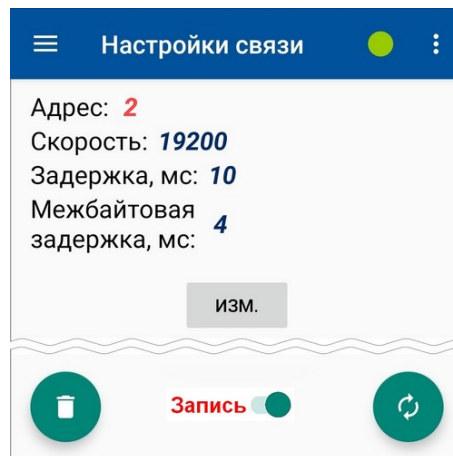 Настройки связи
Адрес: 2
Скорость: 19200
Задержка, мс: 10
Межбайтовая
задержка, мс: 4
изм.
Запись